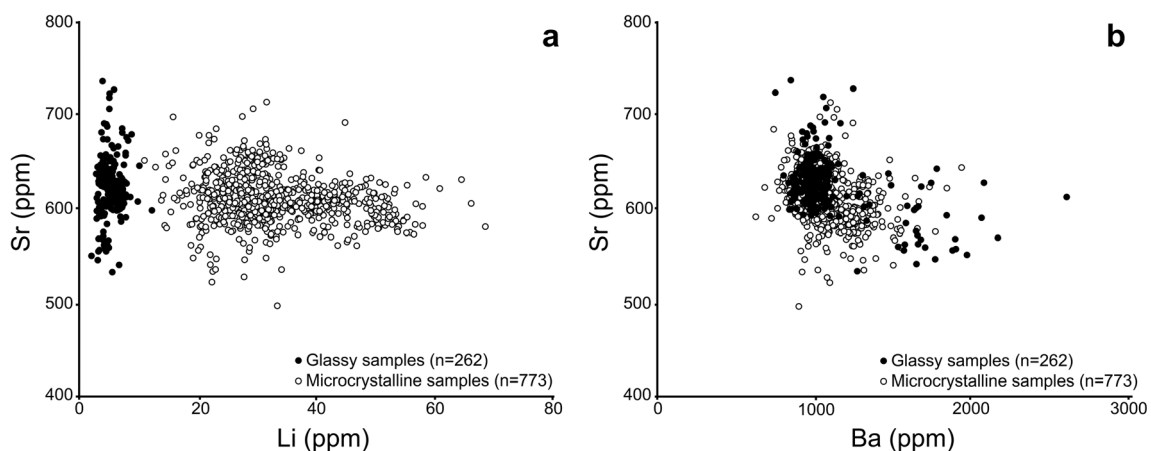 a
800
700
600
500
400
Sr (ppm)
0
20
40
60
80
Li (ppm)
Glassy samples (n=262)
Microcrystalline samples (n=773)
b
800
700
600
500
400
Sr (ppm)
0
1000
2000
3000
Ba (ppm)
Glassy samples (n=262)
Microcrystalline samples (n=773)